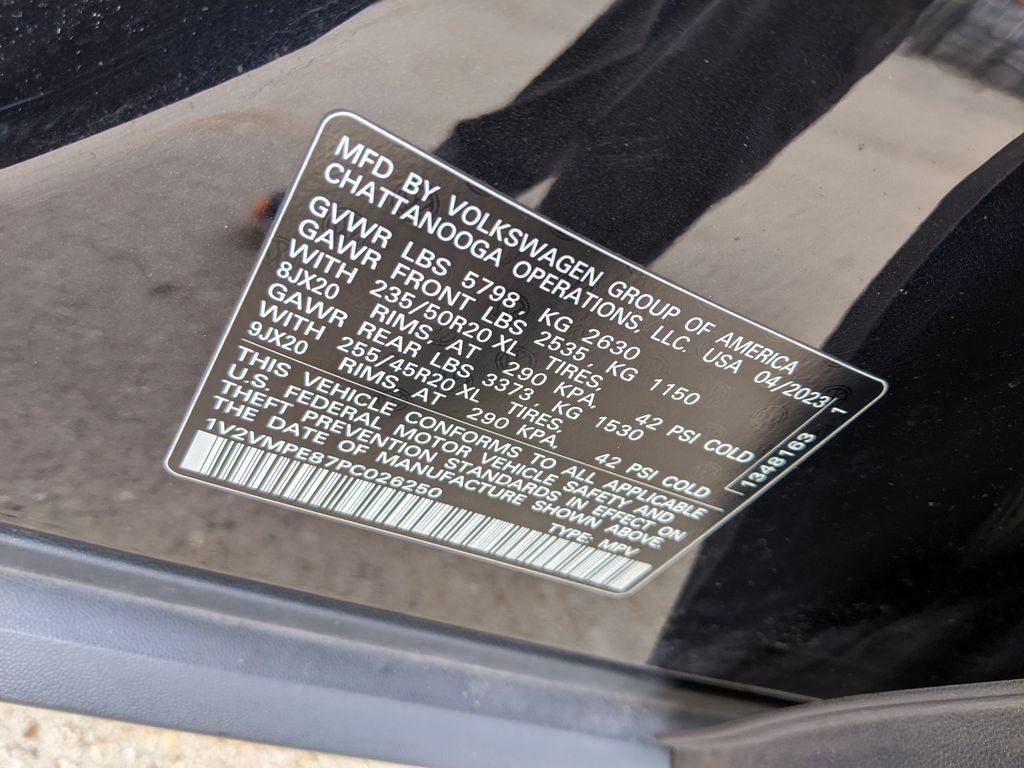 MFD BY VOLKSWAGEN GROUP OF AMERICA
CHATTANOOGA OPERATIONS, LLC. USA 04/2023
GVWR LBS 5798 KG 2630
GAWR FRONT LBS 2535, KG 1150
WITH 235/50R20 XL TIRES,
8JX20 RIMS, AT 290 KPA, 42 PSI COLD
GAWR REAR LBS 3373 KG 1530
WITH 255/45R20 XL TIRES,
9JX20 RIMS, AT 290 KPA, 42 PSI COLD
THIS VEHICLE CONFORMS TO ALL APPLICABLE
U.S. FEDERAL MOTOR VEHICLE SAFETY AND
THEFT PREVENTION STANDARDS IN EFFECT ON
THE DATE OF MANUFACTURE SHOWN ABOVE.
1V2VMPE87PC026250 TYPE: MPV
1348163 1